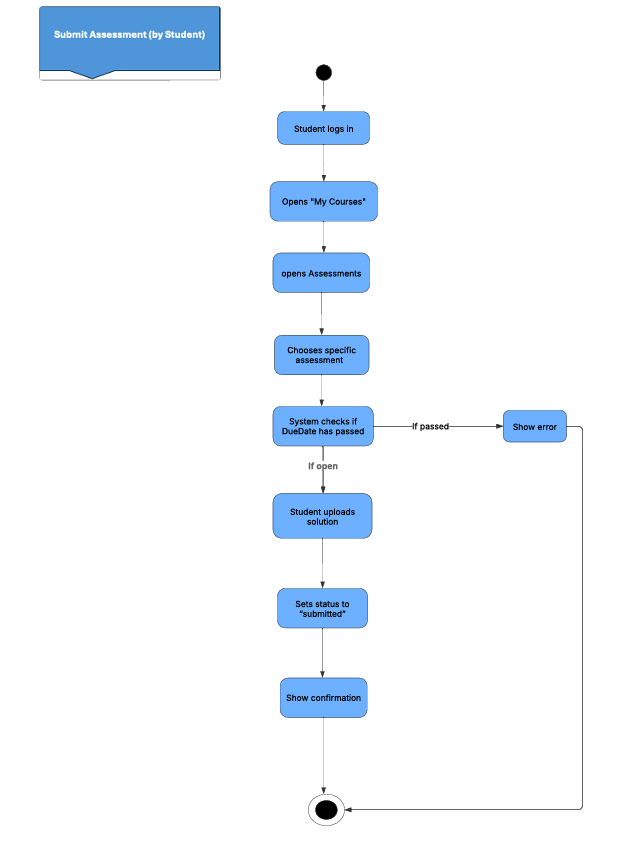 Submit Assessment (by Student)
Student logs in
Opens "My Courses"
opens Assessments
Chooses specific
assessment
System checks if
DueDate has passed
If passed
Show error
If open
Student uploads
solution
Sets status to
“submitted”
Show confirmation